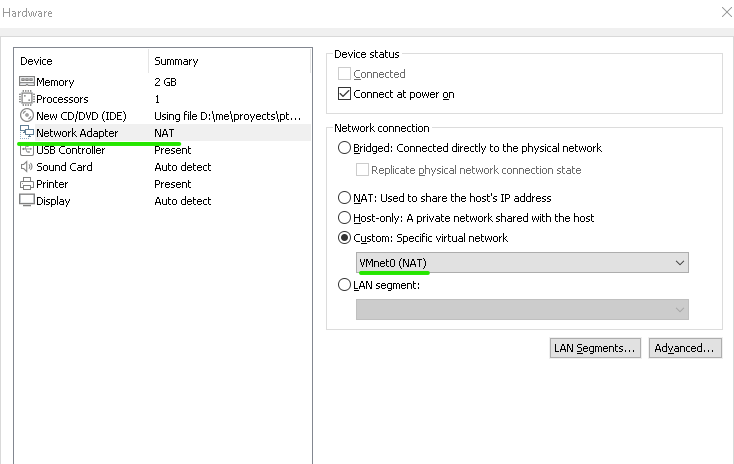 Hardware
Device Summary
Memory 2 GB
Processors 1
New CD/DVD (IDE) Using file D:\me\proyects\pt...
Network Adapter NAT
USB Controller Present
Sound Card Auto detect
Printer Present
Display Auto detect
Device status
Connected
Connect at power on
Network connection
Bridged: Connected directly to the physical network
Replicate physical network connection state
NAT: Used to share the host's IP address
Host-only: A private network shared with the host
Custom: Specific virtual network
VMnet0 (NAT)
LAN segment:
LAN Segments... Advanced...